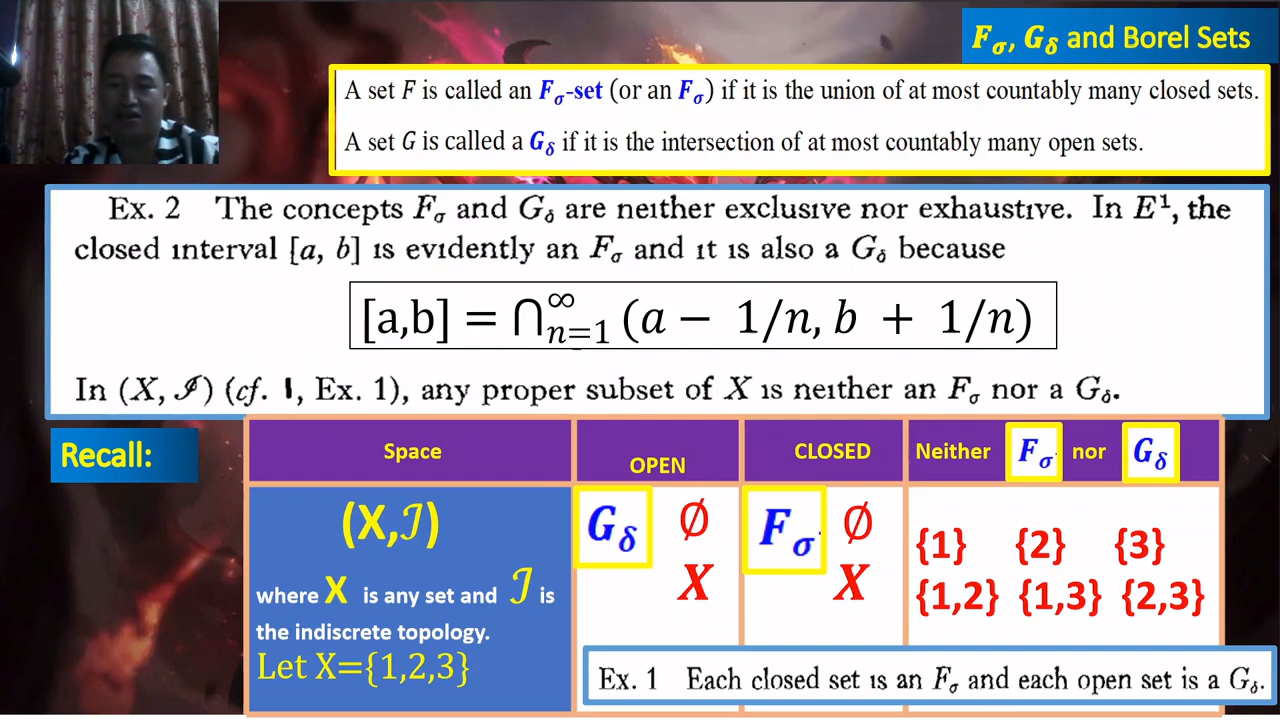 F𝝈, G𝜹 and Borel Sets
A set F is called an F𝝈-set (or an F𝝈) if it is the union of at most countably many closed sets.
A set G is called a G𝜹 if it is the intersection of at most countably many open sets.
Ex. 2 The concepts Fσ and Gδ are neither exclusive nor exhaustive. In E¹, the
closed interval [a, b] is evidently an Fσ and it is also a Gδ because
[a,b] = ⋂∞n=1 (a − 1/n, b + 1/n)
In (X, ℐ) (cf. 1, Ex. 1), any proper subset of X is neither an Fσ nor a Gδ.
Recall:
Space OPEN CLOSED Neither F𝝈 nor G𝜹
(X,ℐ) G𝜹 ∅ F𝝈 ∅ {1} {2} {3}
X X {1,2} {1,3} {2,3}
where X is any set and ℐ is
the indiscrete topology.
Let X={1,2,3}
Ex. 1 Each closed set is an Fσ and each open set is a Gδ.